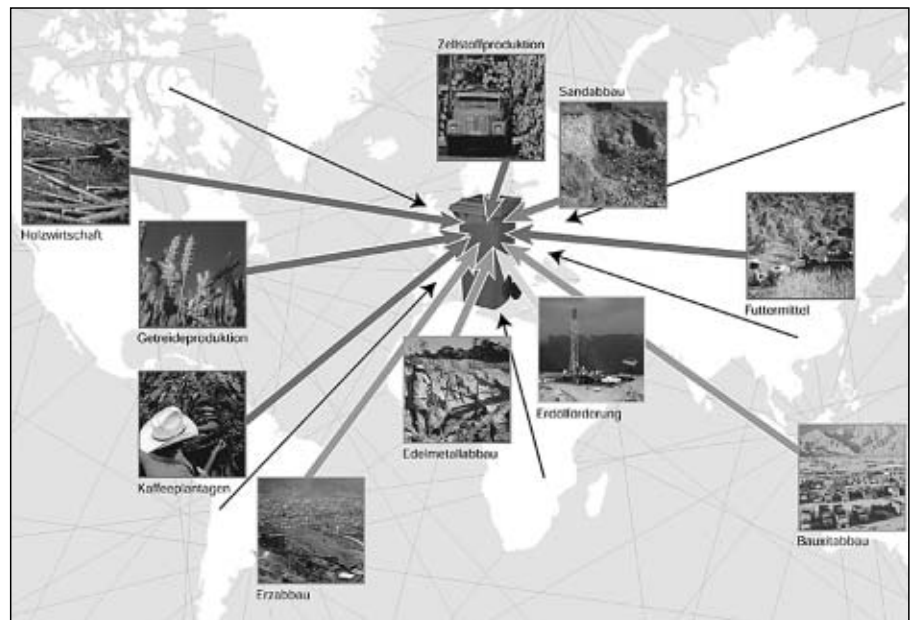 Zellstoffproduktion
Sandabbau
Holzwirtschaft
Futtermittel
Getreideproduktion
Erdölförderung
Edelmetallabbau
Kaffeeplantagen
Bauxitabbau
Erzabbau